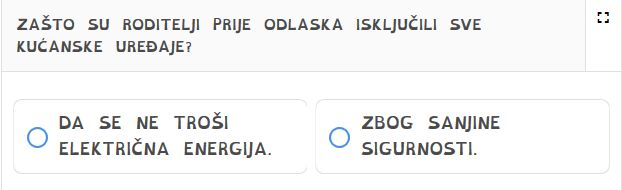 ZAŠTO SU RODITELJI PRIJE ODLASKA ISKLJUČILI SVE
KUĆANSKE UREĐAJE?
DA SE NE TROŠI
ELEKTRIČNA ENERGIJA.
ZBOG SANJINE
SIGURNOSTI.